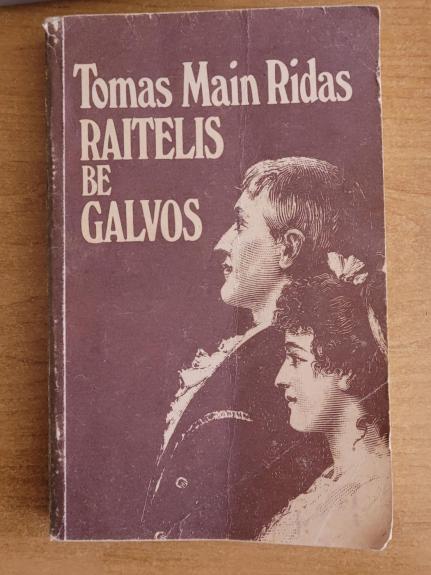 Tomas Main Ridas
RAITELIS
BE
GALVOS